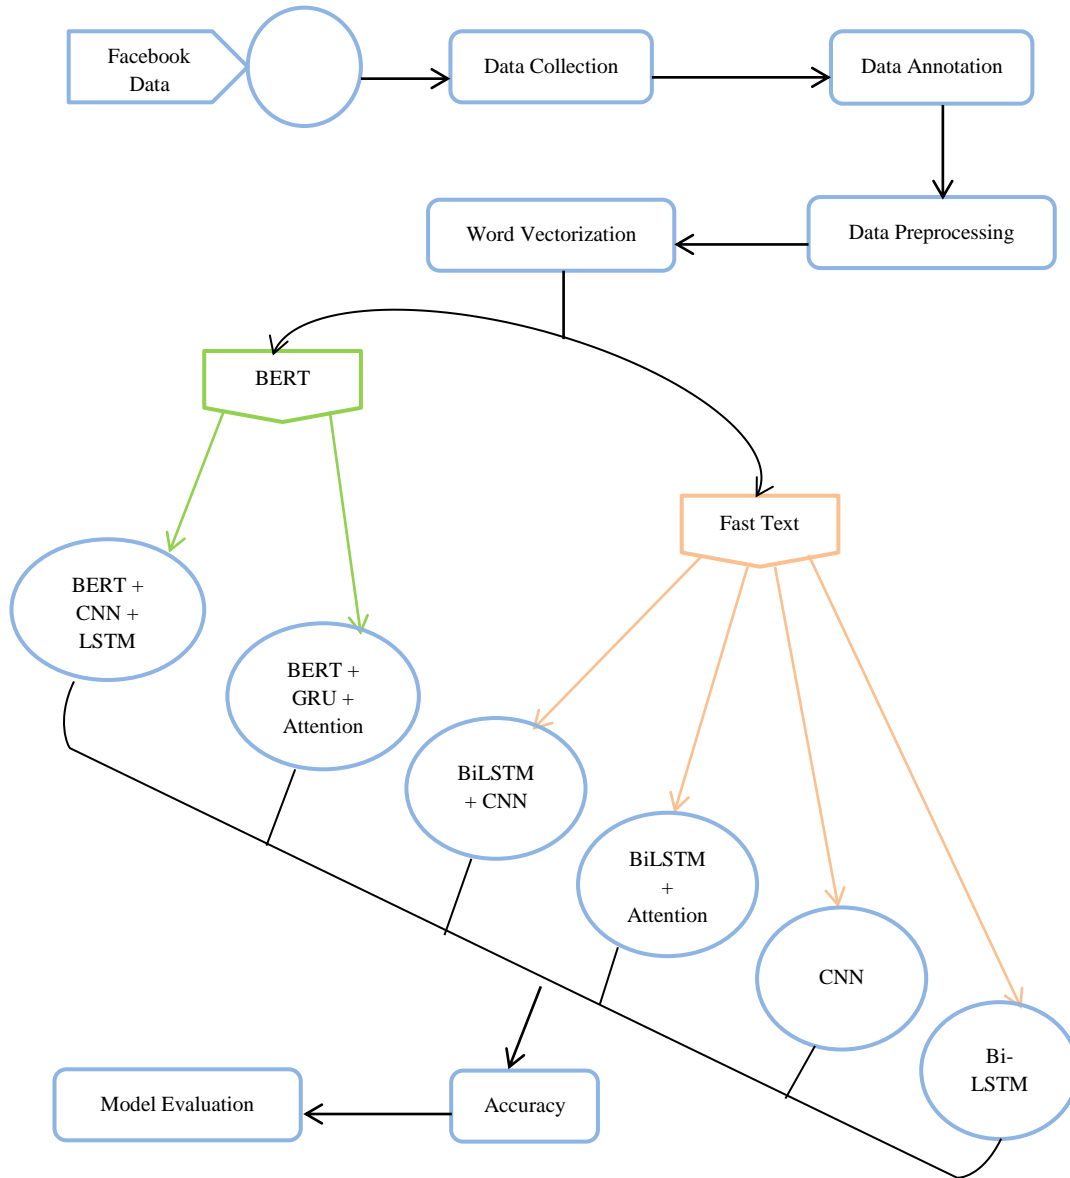 Facebook
Data
Data Collection
Data Annotation
Word Vectorization
Data Preprocessing
BERT
Fast Text
BERT +
CNN +
LSTM
BERT +
GRU +
Attention
BiLSTM
+ CNN
BiLSTM
+
Attention
CNN
Bi-
LSTM
Model Evaluation
Accuracy